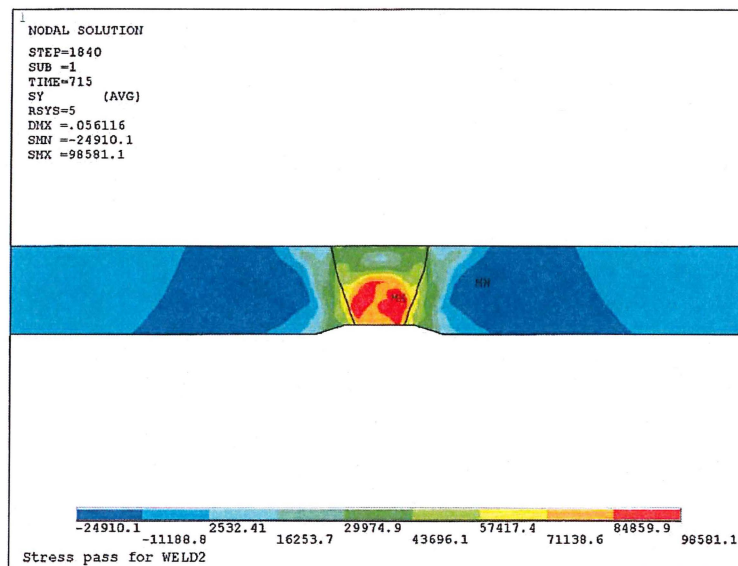 1
NODAL SOLUTION
STEP=1840
SUB =1
TIME=715
SY (AVG)
RSYS=5
DMX =.056116
SMN =-24910.1
SMX =98581.1
MX
MN
-24910.1 2532.41 29974.9 57417.4 84859.9
-11188.8 16253.7 43696.1 71138.6 98581.1
Stress pass for WELD2